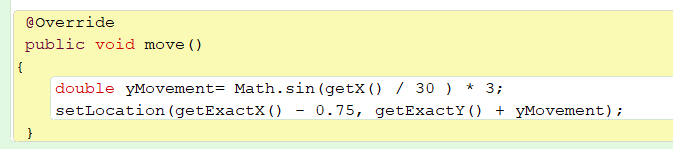 @Override
public void move()
{
double yMovement= Math.sin(getX() / 30 ) * 3;
setLocation(getExactX() - 0.75, getExactY() + yMovement);
}